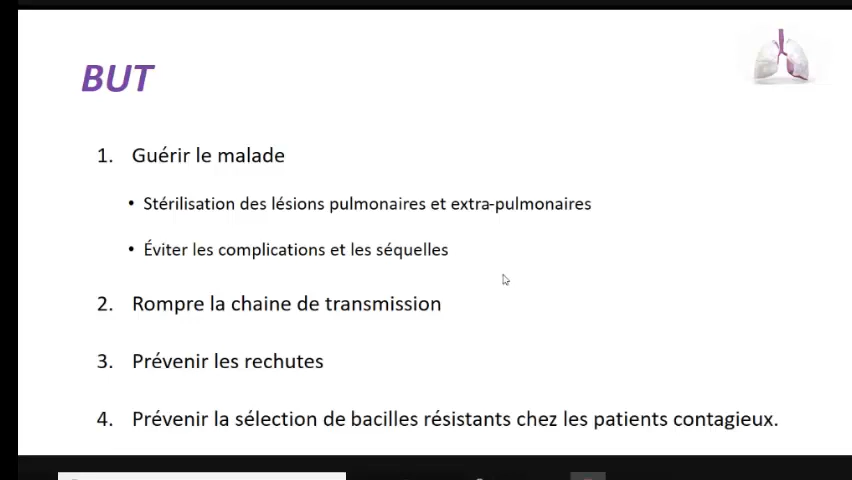 BUT
1. Guérir le malade
• Stérilisation des lésions pulmonaires et extra-pulmonaires
• Éviter les complications et les séquelles
2. Rompre la chaine de transmission
3. Prévenir les rechutes
4. Prévenir la sélection de bacilles résistants chez les patients contagieux.